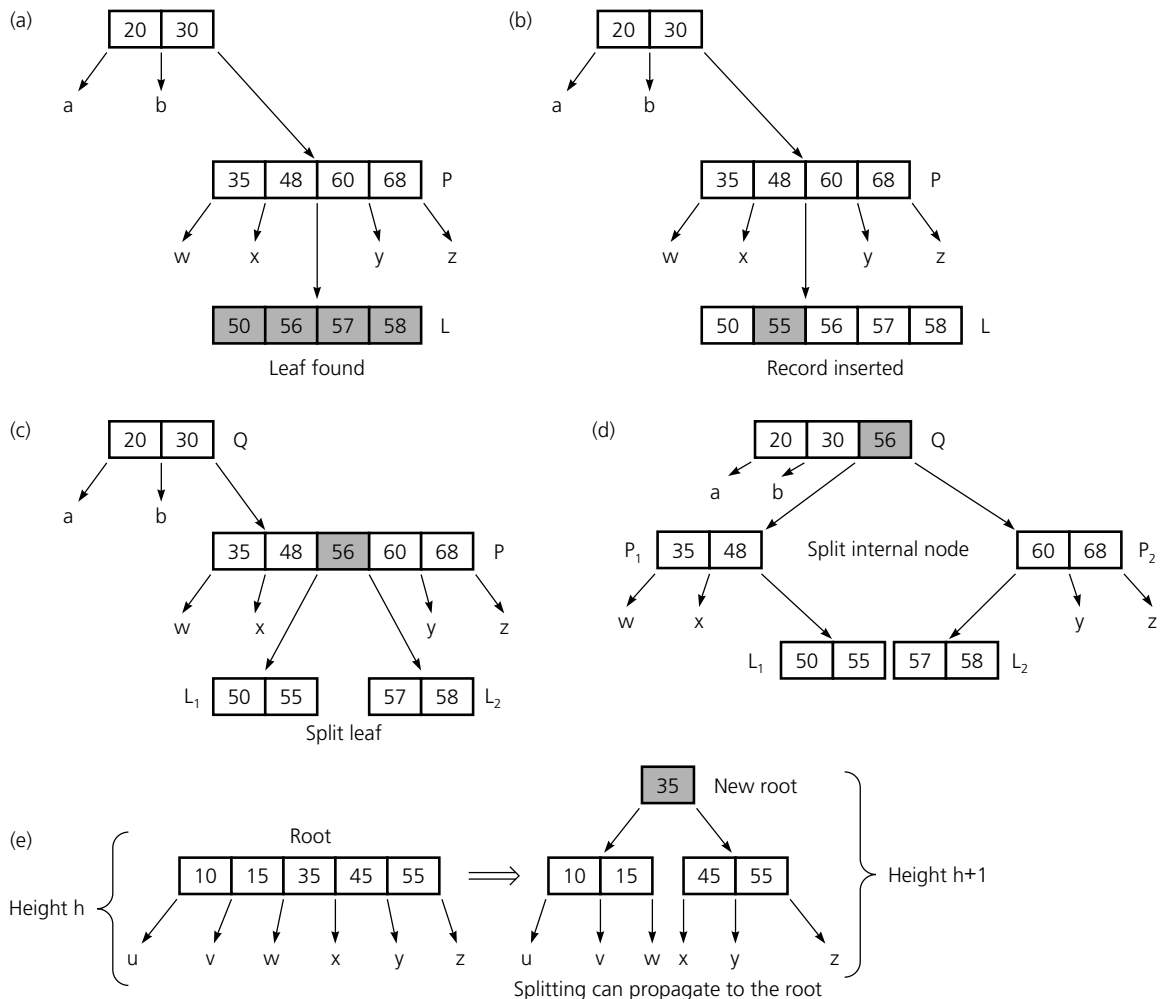 (a)
20 30
a b
35 48 60 68 P
w x y z
50 56 57 58 L
Leaf found
(b)
20 30
a b
35 48 60 68 P
w x y z
50 55 56 57 58 L
Record inserted
(c)
20 30 Q
a b
35 48 56 60 68 P
w x y z
L1 50 55 57 58 L2
Split leaf
(d)
20 30 56 Q
a b
P1 35 48 Split internal node 60 68 P2
w x y z
L1 50 55 57 58 L2
(e)
Height h
Root
10 15 35 45 55
u v w x y z
35 New root
10 15 45 55
u v w x y z
Height h+1
Splitting can propagate to the root